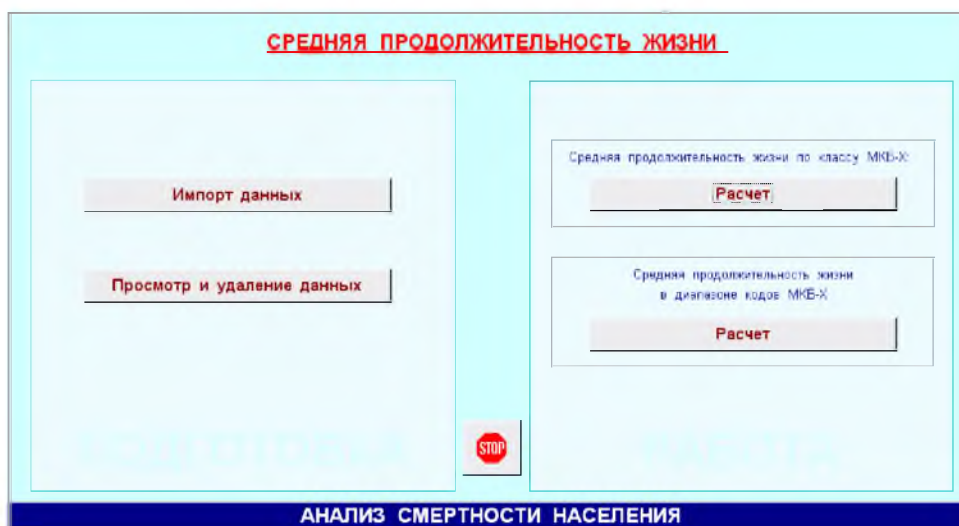 СРЕДНЯЯ ПРОДОЛЖИТЕЛЬНОСТЬ ЖИЗНИ
Импорт данных
Просмотр и удаление данных
Средняя продолжительность жизни по классу МКБ-X:
Расчет
Средняя продолжительность жизни
в диапазоне кодов МКБ-X
Расчет
STOP
АНАЛИЗ СМЕРТНОСТИ НАСЕЛЕНИЯ